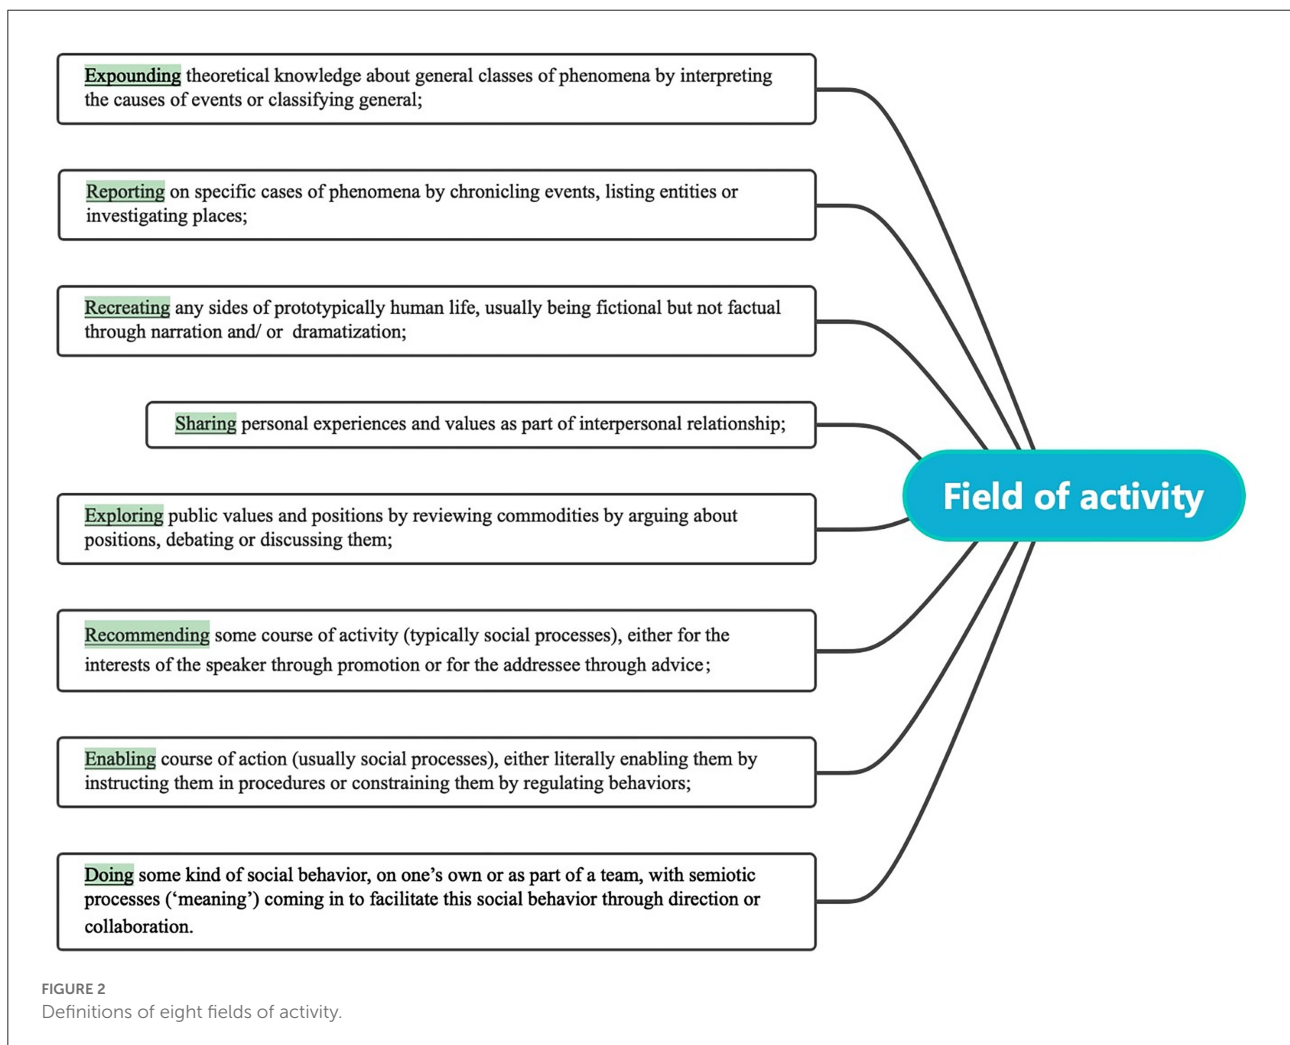 Expounding theoretical knowledge about general classes of phenomena by interpreting
the causes of events or classifying general;
Reporting on specific cases of phenomena by chronicling events, listing entities or
investigating places;
Recreating any sides of prototypically human life, usually being fictional but not factual
through narration and/ or dramatization;
Sharing personal experiences and values as part of interpersonal relationship;
Exploring public values and positions by reviewing commodities by arguing about
positions, debating or discussing them;
Recommending some course of activity (typically social processes), either for the
interests of the speaker through promotion or for the addressee through advice;
Enabling course of action (usually social processes), either literally enabling them by
instructing them in procedures or constraining them by regulating behaviors;
Doing some kind of social behavior, on one’s own or as part of a team, with semiotic
processes (‘meaning’) coming in to facilitate this social behavior through direction or
collaboration.
Field of activity
FIGURE 2
Definitions of eight fields of activity.